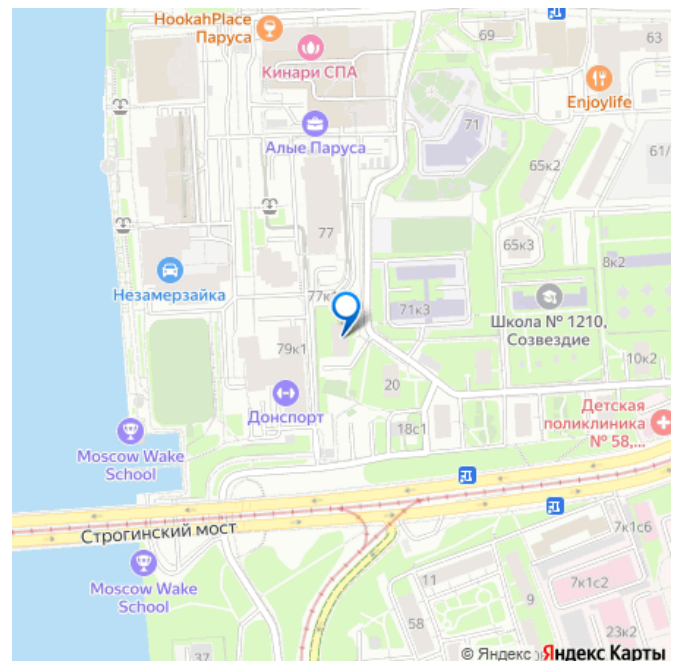 HookahPlace
Паруса
69
63
Кинари СПА
Enjoylife
Алые Паруса
71
65к2
61/
77
65к3
8к2
Незамерзайка
77к1
71к3
Школа № 1210,
Созвездие
79к1
20
10к2
Донспорт
18с1
Детская
поликлиника
№ 58,...
Moscow Wake
School
Строгинский мост
7к1с6
Moscow Wake
School
11
7к1с2
9
58
23к2
37
© Яндекс Яндекс Карты